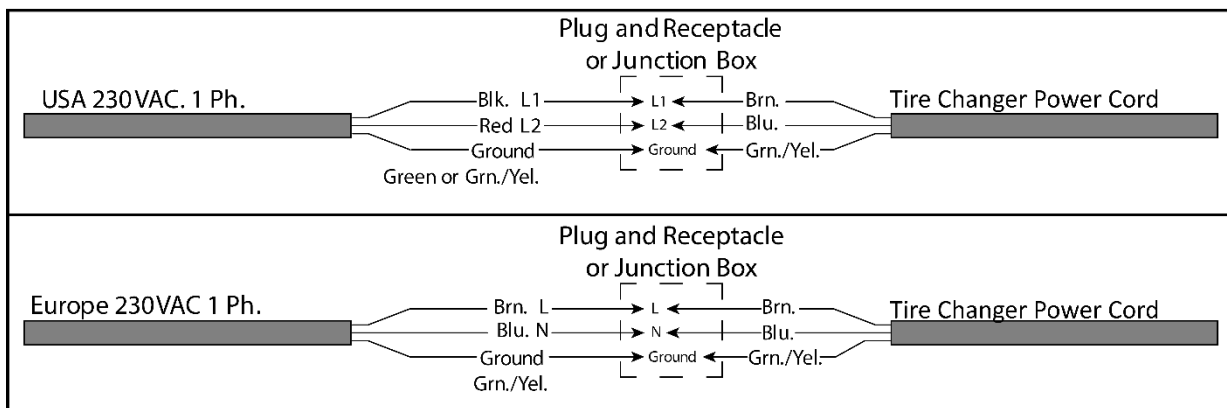 Plug and Receptacle
or Junction Box
USA 230VAC. 1 Ph.
Blk. L1
L1
Brn.
Tire Changer Power Cord
Red L2
L2
Blu.
Ground
Ground
Grn./Yel.
Green or Grn./Yel.
Plug and Receptacle
or Junction Box
Europe 230VAC 1 Ph.
Brn. L
L
Brn.
Tire Changer Power Cord
Blu. N
N
Blu.
Ground
Ground
Grn./Yel.
Grn./Yel.